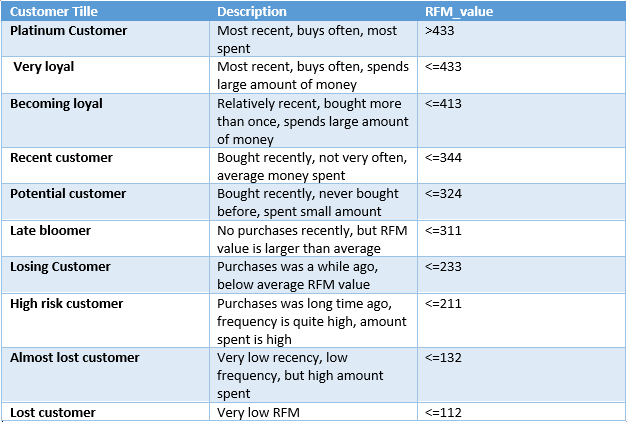 Customer Tille Description RFM_value
Platinum Customer Most recent, buys often, most >433
spent
Very loyal Most recent, buys often, spends <=433
large amount of money
Becoming loyal Relatively recent, bought more <=413
than once, spends large amount
of money
Recent customer Bought recently, not very often, <=344
average money spent
Potential customer Bought recently, never bought <=324
before, spent small amount
Late bloomer No purchases recently, but RFM <=311
value is larger than average
Losing Customer Purchases was a while ago, <=233
below average RFM value
High risk customer Purchases was long time ago, <=211
frequency is quite high, amount
spent is high
Almost lost customer Very low recency, low <=132
frequency, but high amount
spent
Lost customer Very low RFM <=112